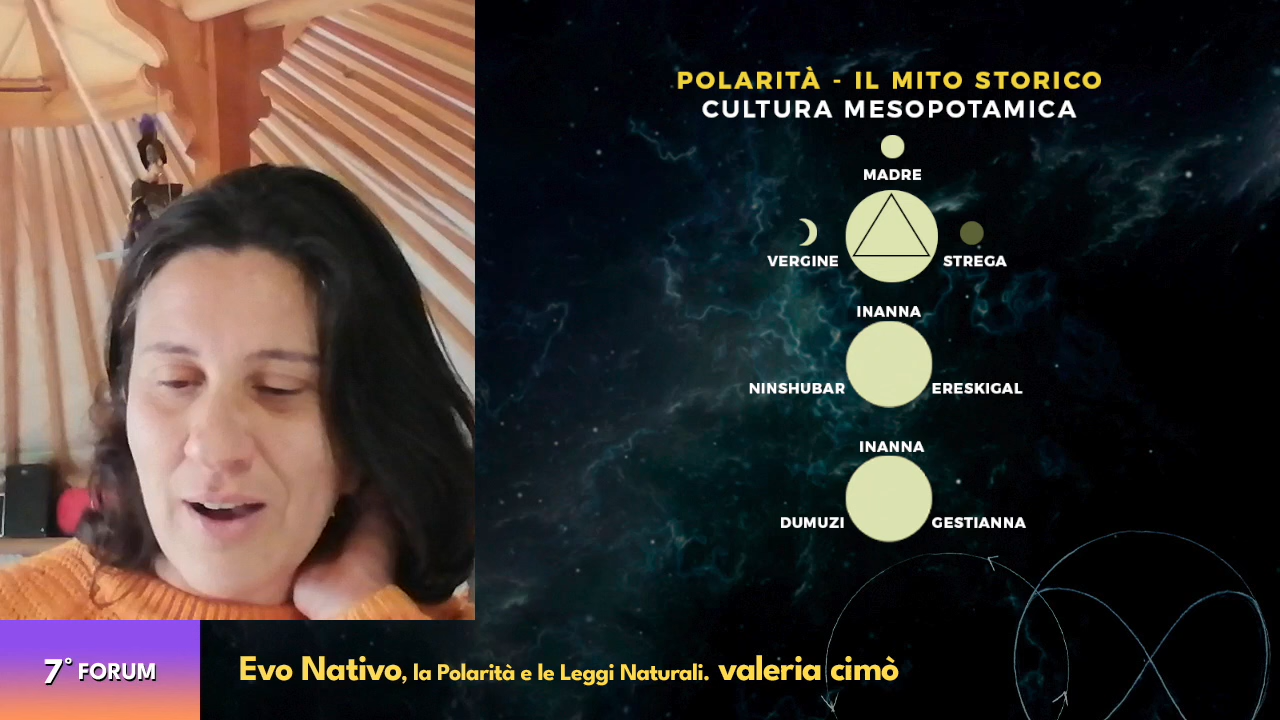 POLARITÀ - IL MITO STORICO
CULTURA MESOPOTAMICA
MADRE
VERGINE
STREGA
INANNA
NINSHUBAR
ERESKIGAL
INANNA
DUMUZI
GESTIANNA
7° FORUM
Evo Nativo, la Polarità e le Leggi Naturali. valeria cimò